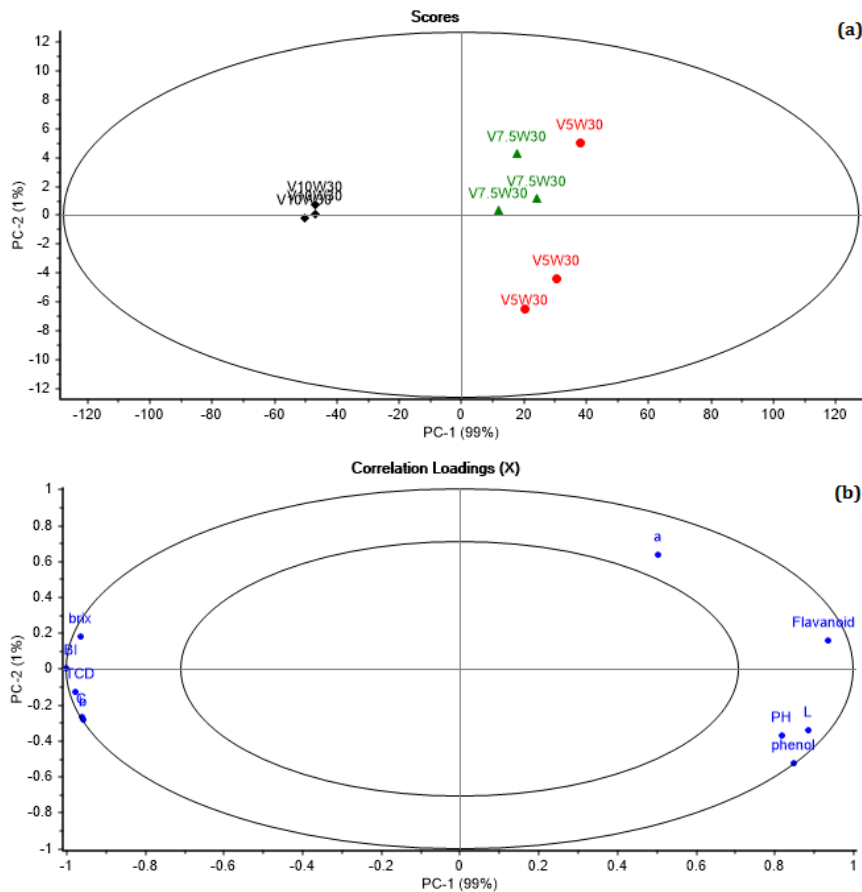 Scores
(a)
12
10
8
6
4
2
0
-2
-4
-6
-8
-10
-12
PC-2 (1%)
V5W30
V7.5W30
V7.5W30
V7.5W30
V10W30
V10W30
V5W30
V5W30
-120 -100 -80 -60 -40 -20 0 20 40 60 80 100 120
PC-1 (99%)
Correlation Loadings (X)
(b)
1
0.8
0.6
0.4
0.2
0
-0.2
-0.4
-0.6
-0.8
-1
PC-2 (1%)
a
brix
Flavanoid
BI
TCD
PH L
phenol
-1 -0.8 -0.6 -0.4 -0.2 0 0.2 0.4 0.6 0.8 1
PC-1 (99%)